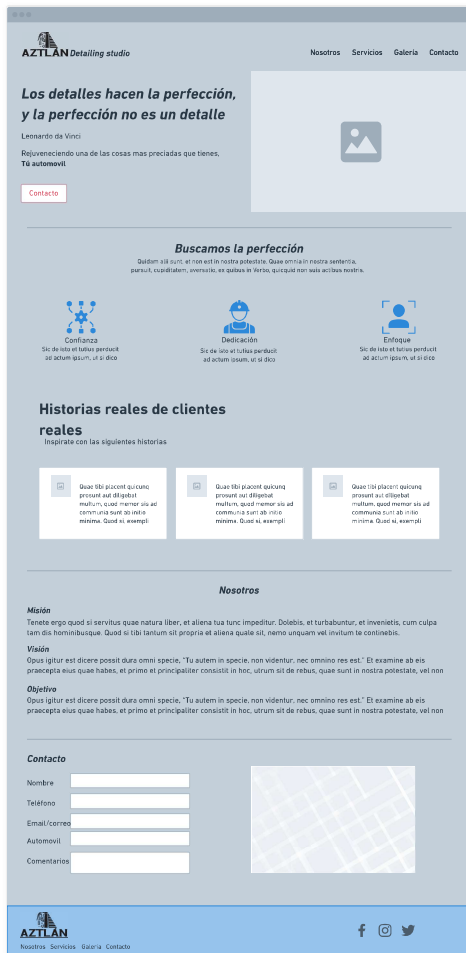 AZTLÁN Detailing studio
Nosotros Servicios Galería Contacto
Los detalles hacen la perfección,
y la perfección no es un detalle
Leonardo da Vinci
Rejuveneciendo una de las cosas mas preciadas que tienes,
Tú automovil
Contacto
Buscamos la perfección
Quidem alii sunt, et non est in nostra potestate. Quae omnia in nostra sententia,
pursuit, cupiditatem, aversatio, ex quibus in Verbo, quicquid non suis actibus nostris.
Confianza
Sic de isto et tutius perducit
ad actum ipsum, ut si dico
Dedicación
Sic de isto et tutius perducit
ad actum ipsum, ut si dico
Enfoque
Sic de isto et tutius perducit
ad actum ipsum, ut si dico
Historias reales de clientes
reales
Inspirate con las siguientes historias
Quae tibi placent quicunq
prosunt aut diligebat
multum, quod memor sis ad
communia sunt ab initio
minima. Quod si, exempli
Quae tibi placent quicunq
prosunt aut diligebat
multum, quod memor sis ad
communia sunt ab initio
minima. Quod si, exempli
Quae tibi placent quicunq
prosunt aut diligebat
multum, quod memor sis ad
communia sunt ab initio
minima. Quod si, exempli
Nosotros
Misión
Tenete ergo quod si servitus quae natura liber, et aliena tua tunc impeditur. Dolebis, et turbabuntur, et invenietis, cum culpa
tam dis hominibusque. Quod si tibi tantum sit propria et aliena quale sit, nemo unquam vel invitum te continebis.
Visión
Opus igitur est dicere possit dura omni specie, "Tu autem in specie, non videntur, nec omnino res est." Et examine ab eis
praecepta eius quae habes, et primo et principaliter consistit in hoc, utrum sit de rebus, quae sunt in nostra potestate, vel non
Objetivo
Opus igitur est dicere possit dura omni specie, "Tu autem in specie, non videntur, nec omnino res est." Et examine ab eis
praecepta eius quae habes, et primo et principaliter consistit in hoc, utrum sit de rebus, quae sunt in nostra potestate, vel non
Contacto
Nombre
Teléfono
Email/correo
Automovil
Comentarios
AZTLÁN
Nosotros Servicios Galería Contacto